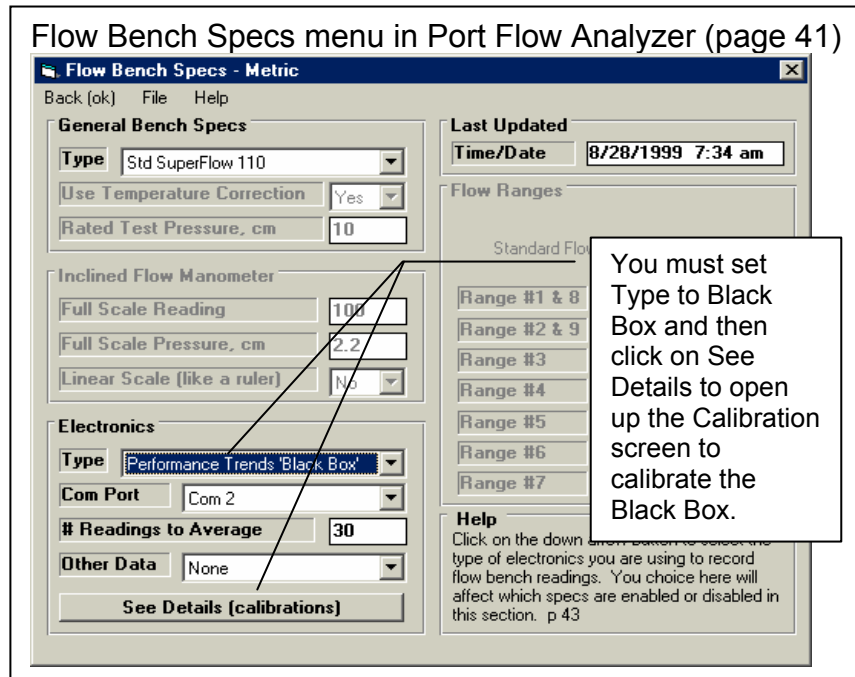 Flow Bench Specs menu in Port Flow Analyzer (page 41)
Flow Bench Specs - Metric
Back (ok) File Help
General Bench Specs
Type Std SuperFlow 110
Use Temperature Correction Yes
Rated Test Pressure, cm 10
Inclined Flow Manometer
Full Scale Reading 100
Full Scale Pressure, cm 2.2
Linear Scale (like a ruler) No
Electronics
Type Performance Trends 'Black Box'
Com Port Com 2
# Readings to Average 30
Other Data None
See Details (calibrations)
Last Updated
Time/Date 8/28/1999 7:34 am
Flow Ranges
Standard
Range #1 & 8
Range #2 & 9
Range #3
Range #4
Range #5
Range #6
Range #7
You must set
Type to Black
Box and then
click on See
Details to open
up the Calibration
screen to
calibrate the
Black Box.
Help
Click on the down
type of electronics you are using to record
flow bench readings. You choice here will
affect which specs are enabled or disabled in
this section. p 43